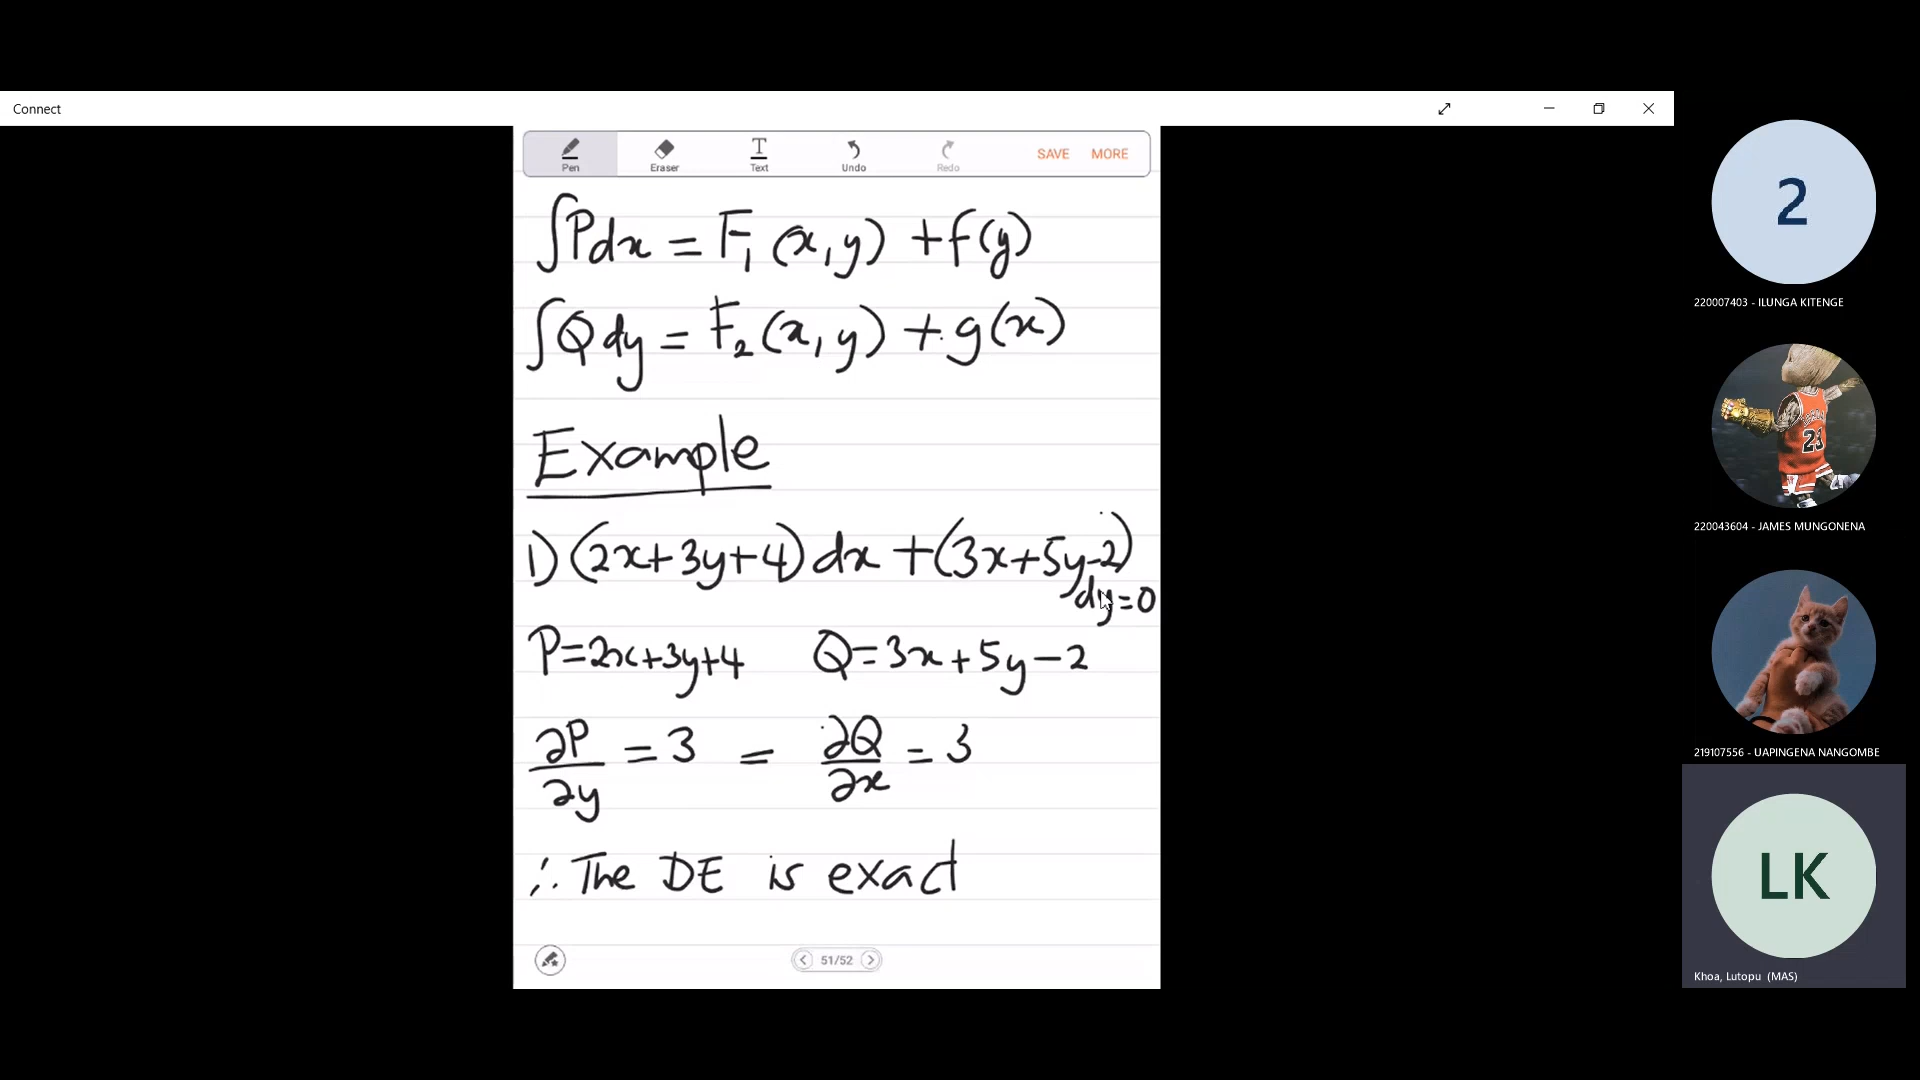 Connect
Pen Eraser Text Undo Redo SAVE MORE
∫Pdx = F₁(x,y) + f(y)
∫Qdy = F₂(x,y) + g(x)
Example
1) (2x+3y+4)dx + (3x+5y-2)
dy=0
P=2x+3y+4 Q=3x+5y-2
∂P/∂y = 3 = ∂Q/∂x = 3
∴ The DE is exact
51/52
2
220007403 - ILUNGA KITENGE
23
220043604 - JAMES MUNGONENA
219107556 - UAPINGENA NANGOMBE
LK
Khoa, Lutopu (MAS)